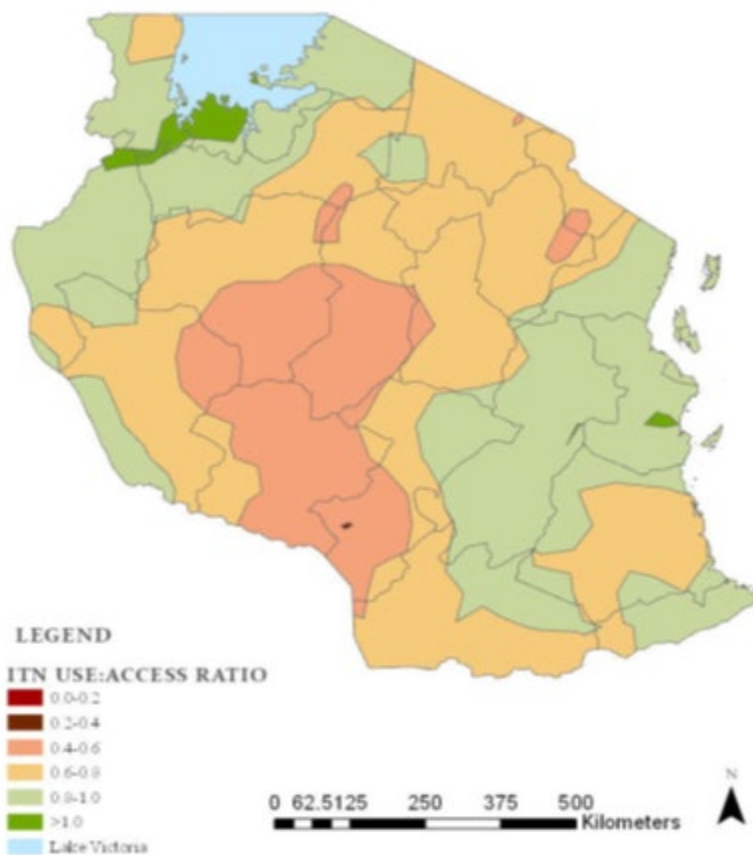 LEGEND
ITN USE:ACCESS RATIO
0.0-0.2
0.2-0.4
0.4-0.6
0.6-0.8
0.8-1.0
>1.0
Lake Victoria
0 62.5125 250 375 500
Kilometers
N